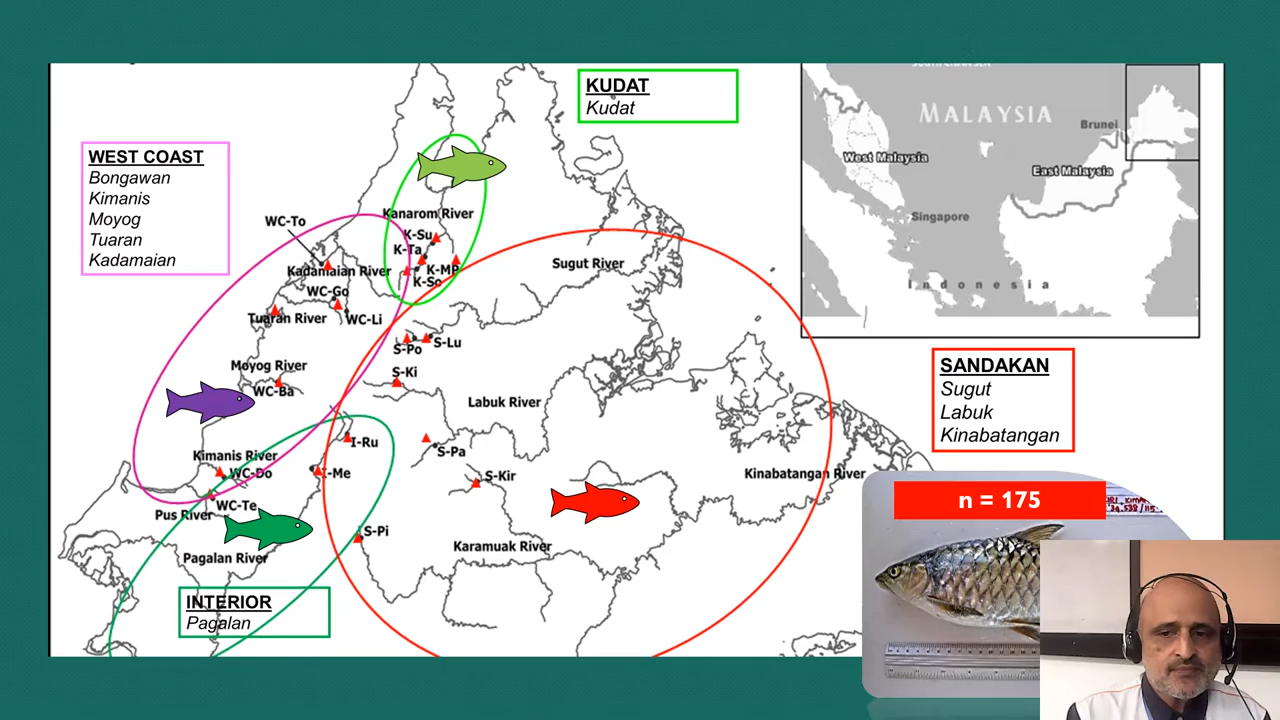 KUDAT
Kudat
WEST COAST
Bongawan
Kimanis
Moyog
Tuaran
Kadamaian
MALAYSIA
Brunei
West Malaysia
East Malaysia
Singapore
Indonesia
WC-To
Kanarom River
K-Su
K-Ta
Kadamaian River
K-MP
K-So
WC-Go
Tuaran River
WC-Li
Sugut River
S-Po
S-Lu
S-Ki
Moyog River
WC-Ba
Labuk River
SANDAKAN
Sugut
Labuk
Kinabatangan
I-Ru
S-Pa
Kimanis River
WC-Do
I-Me
S-Kir
Kinabatangan River
WC-Te
Pus River
n = 175
S-Pi
Pagalan River
Karamuak River
INTERIOR
Pagalan